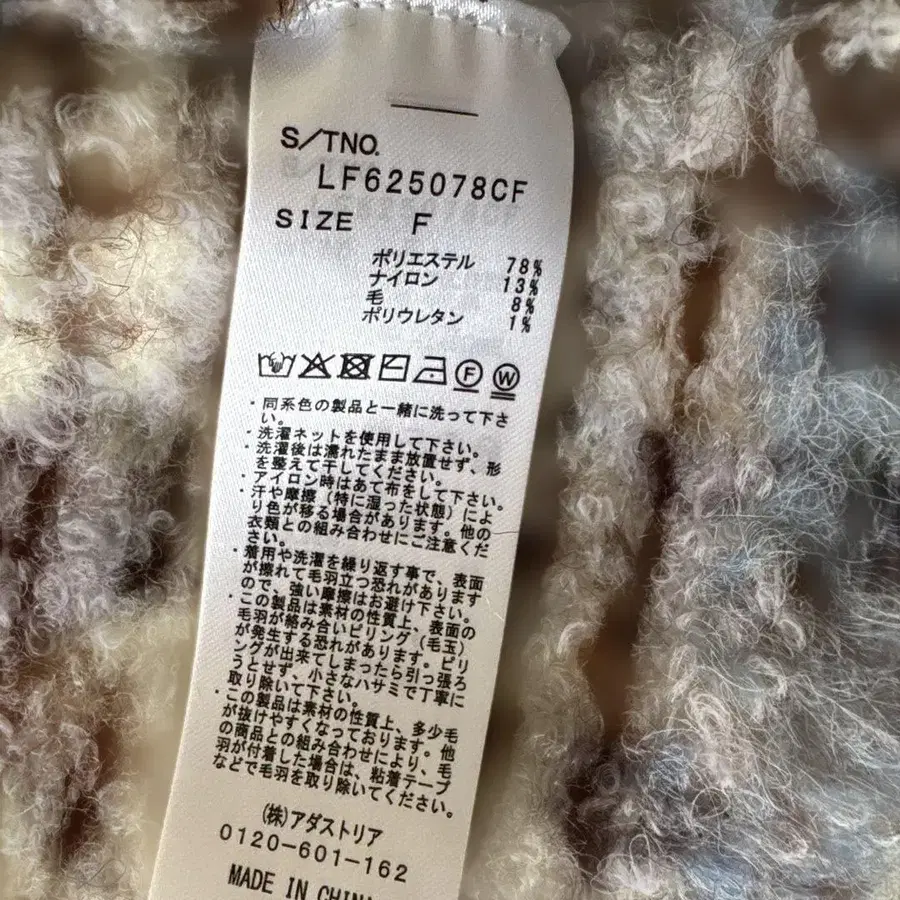 S/TNO.
LF625078CF
SIZE F
ポリエステル 78%
ナイロン 13%
毛 8%
ポリウレタン 1%
F W
・同系色の製品と一緒に洗って下さ
い。
・洗濯ネットを使用して下さい。
・洗濯後は濡れたまま放置せず、形
を整えて干してください。
・アイロン時はあて布をして下さい。
・汗や摩擦（特に湿った状態）によ
り色が移る場合があります。他の
衣類との組み合わせにご注意くだ
さい。
・着用や洗濯を繰り返す事で、表面
が擦れて毛羽立つ恐れがあります
ので、強い摩擦はお避け下さい。
・この製品は素材の性質上、表面の
毛羽が絡み合いピリング（毛玉）
が発生する恐れがあります。ピリ
ングが出来てしまったら引っ張ろ
うとせず、小さなハサミで丁寧に
取り除いて下さい。
・この製品は素材の性質上、多少毛
が抜けやすくなっております。他
の商品との組み合わせにより、毛
羽が付着した場合は、粘着テープ
などで毛羽を取り除いてください。
(株)アダストリア
0120-601-162
MADE IN CHINA